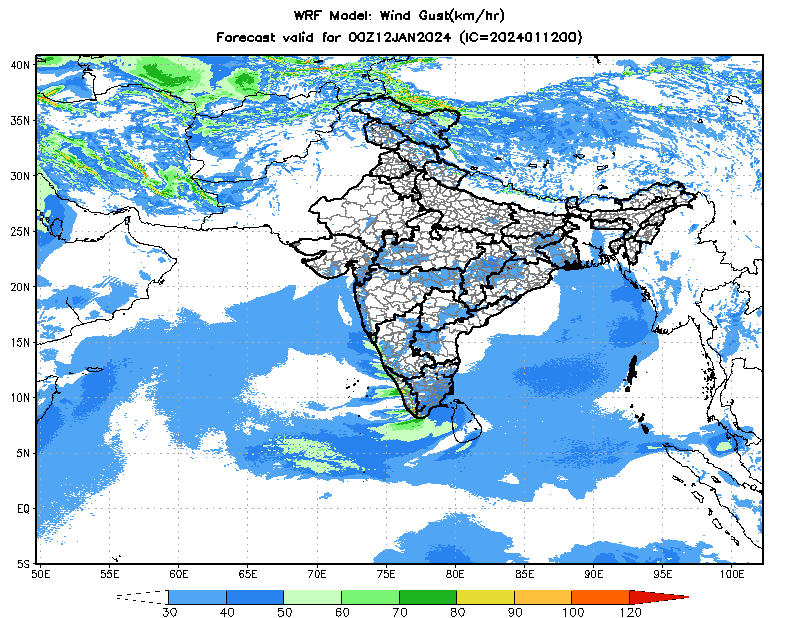 WRF Model: Wind Gust(km/hr)
Forecast valid for 00Z12JAN2024 (IC=2024011200)
40N
35N
30N
25N
20N
15N
10N
5N
EQ
5S
50E 55E 60E 65E 70E 75E 80E 85E 90E 95E 100E
30 40 50 60 70 80 90 100 120